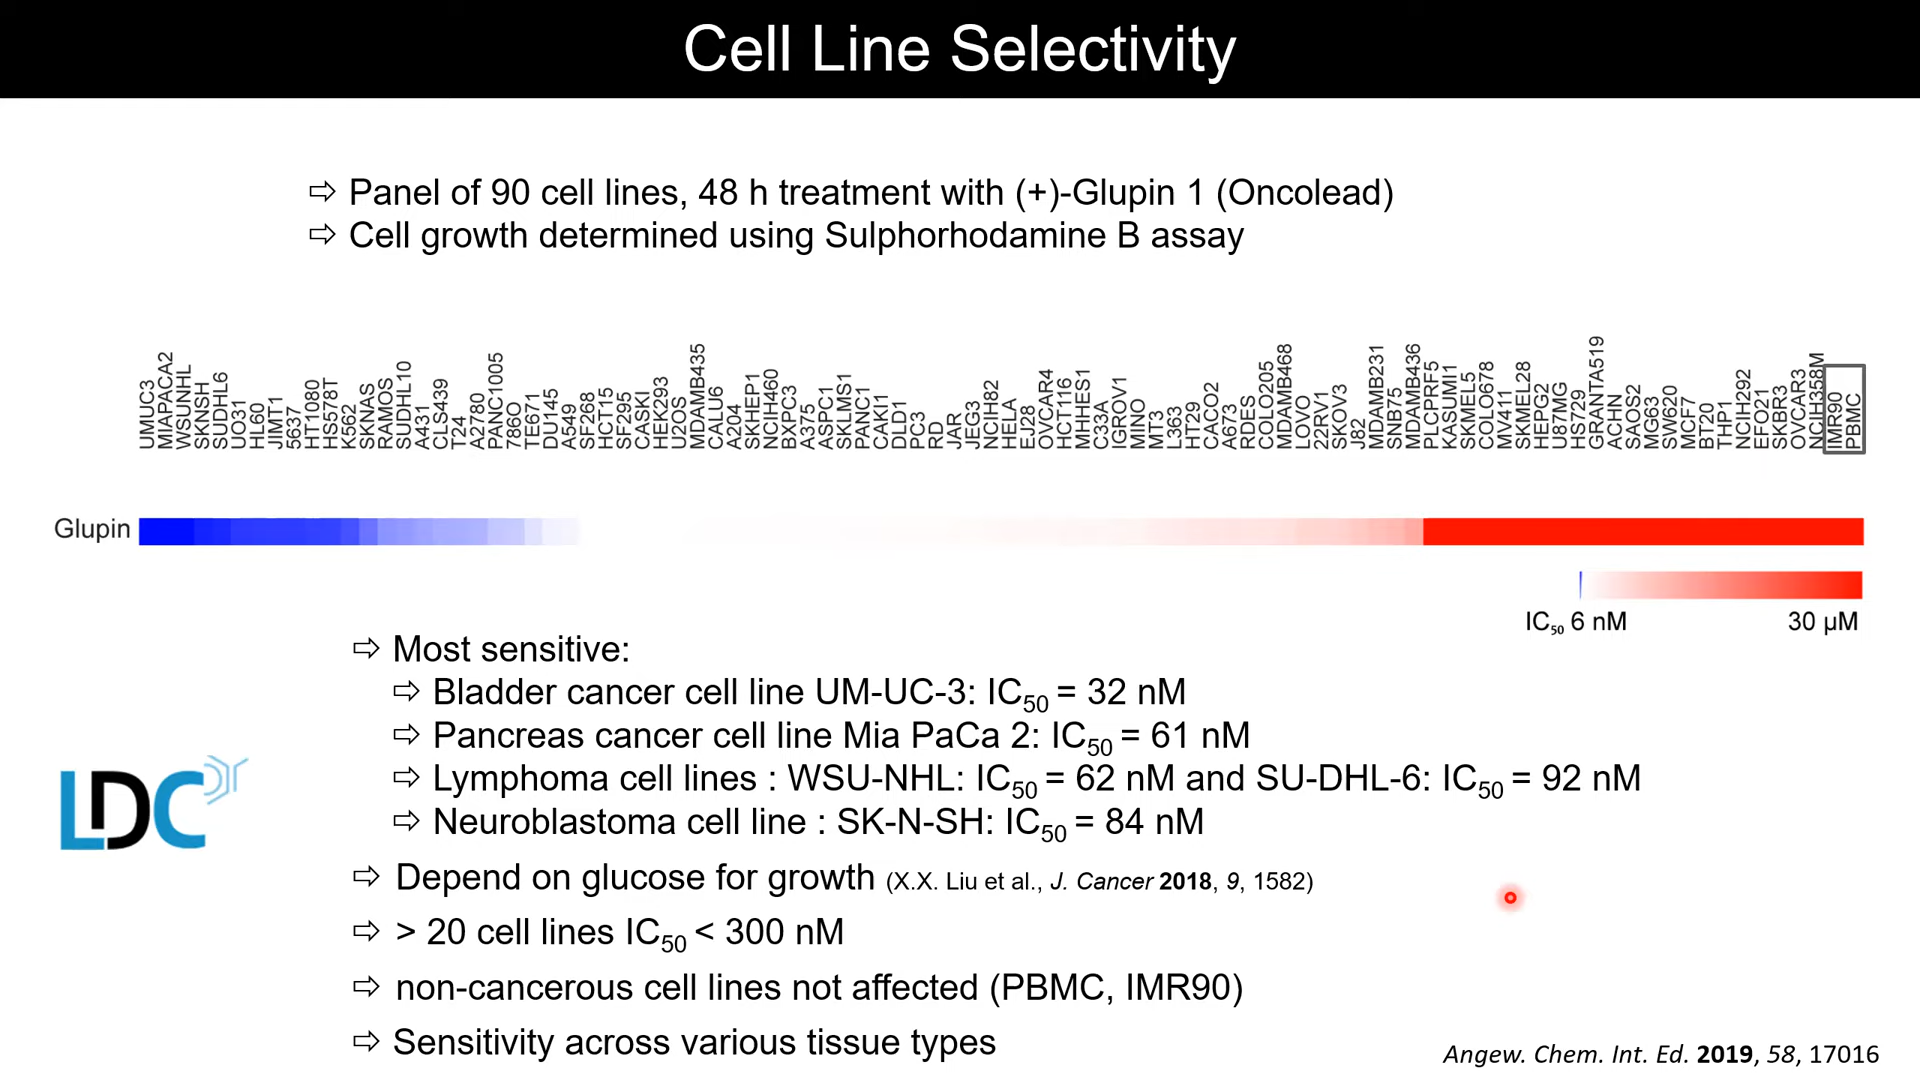 Cell Line Selectivity
⇨ Panel of 90 cell lines, 48 h treatment with (+)-Glupin 1 (Oncolead)
⇨ Cell growth determined using Sulphorhodamine B assay
UMUC3
MIAPACA2
WSUNHL
SKNSH
SUDHL6
UO31
HL60
JIMT1
5637
HT1080
HS578T
K562
SKNAS
RAMOS
SUDHL10
A431
CLS439
T24
A2780
PANC1005
786O
TE671
DU145
A549
SF268
HCT15
SF295
CASKI
HEK293
U2OS
MDAMB435
CALU6
A204
SKHEP1
NCIH460
BXPC3
A375
ASPC1
SKLMS1
PANC1
CAKI1
DLD1
PC3
RD
JAR
JEG3
NCIH82
HELA
EJ28
OVCAR4
HCT116
MHHES1
C33A
IGROV1
MINO
MT3
L363
HT29
CACO2
A673
RDES
COLO205
MDAMB468
LOVO
22RV1
SKOV3
J82
MDAMB231
SNB75
MDAMB436
PLCPRF5
KASUMI1
SKMEL5
COLO678
MV411
SKMEL28
HEPG2
U87MG
HS729
GRANTA519
ACHN
SAOS2
MG63
SW620
MCF7
BT20
THP1
NCIH292
EFO21
SKBR3
OVCAR3
NCIH358M
IMR90
PBMC
Glupin
IC50 6 nM 30 µM
⇨ Most sensitive:
⇨ Bladder cancer cell line UM-UC-3: IC50 = 32 nM
⇨ Pancreas cancer cell line Mia PaCa 2: IC50 = 61 nM
⇨ Lymphoma cell lines : WSU-NHL: IC50 = 62 nM and SU-DHL-6: IC50 = 92 nM
⇨ Neuroblastoma cell line : SK-N-SH: IC50 = 84 nM
LDC
⇨ Depend on glucose for growth (X.X. Liu et al., J. Cancer 2018, 9, 1582)
⇨ > 20 cell lines IC50 < 300 nM
⇨ non-cancerous cell lines not affected (PBMC, IMR90)
⇨ Sensitivity across various tissue types
Angew. Chem. Int. Ed. 2019, 58, 17016